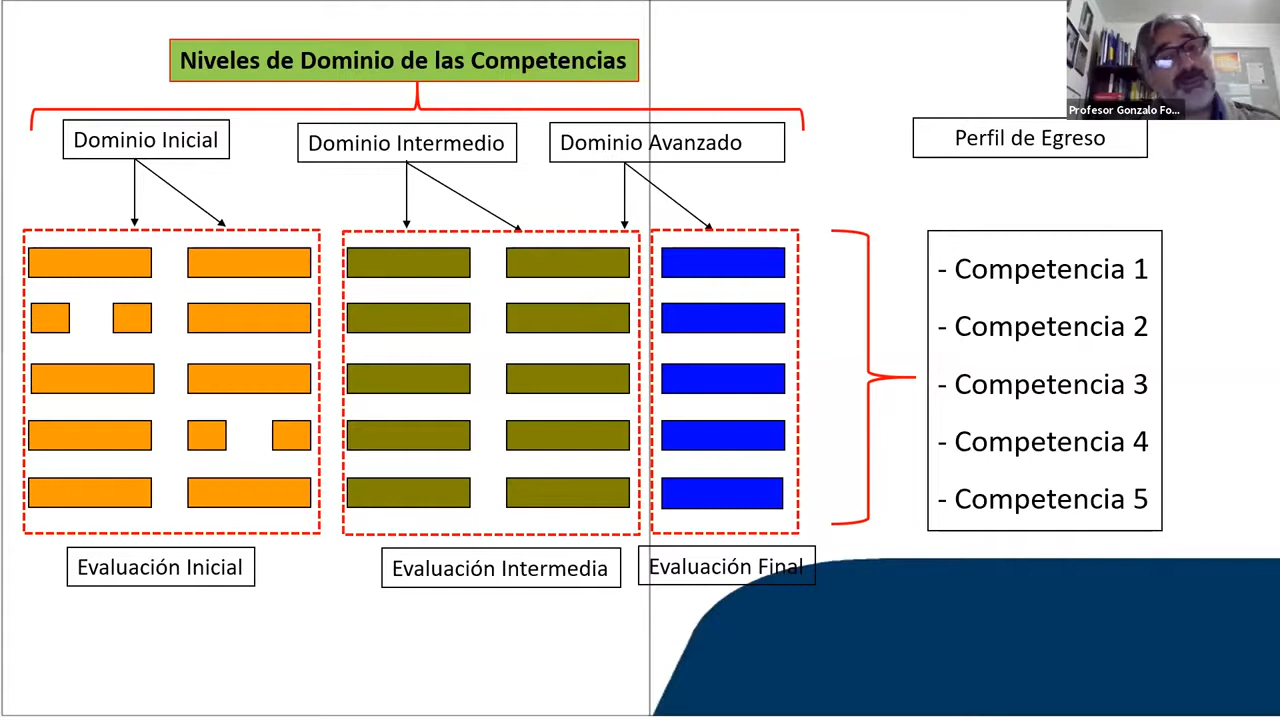 Niveles de Dominio de las Competencias
Profesor Gonzalo Fo...
Dominio Inicial
Dominio Intermedio
Dominio Avanzado
Perfil de Egreso
- Competencia 1
- Competencia 2
- Competencia 3
- Competencia 4
- Competencia 5
Evaluación Inicial
Evaluación Intermedia
Evaluación Final